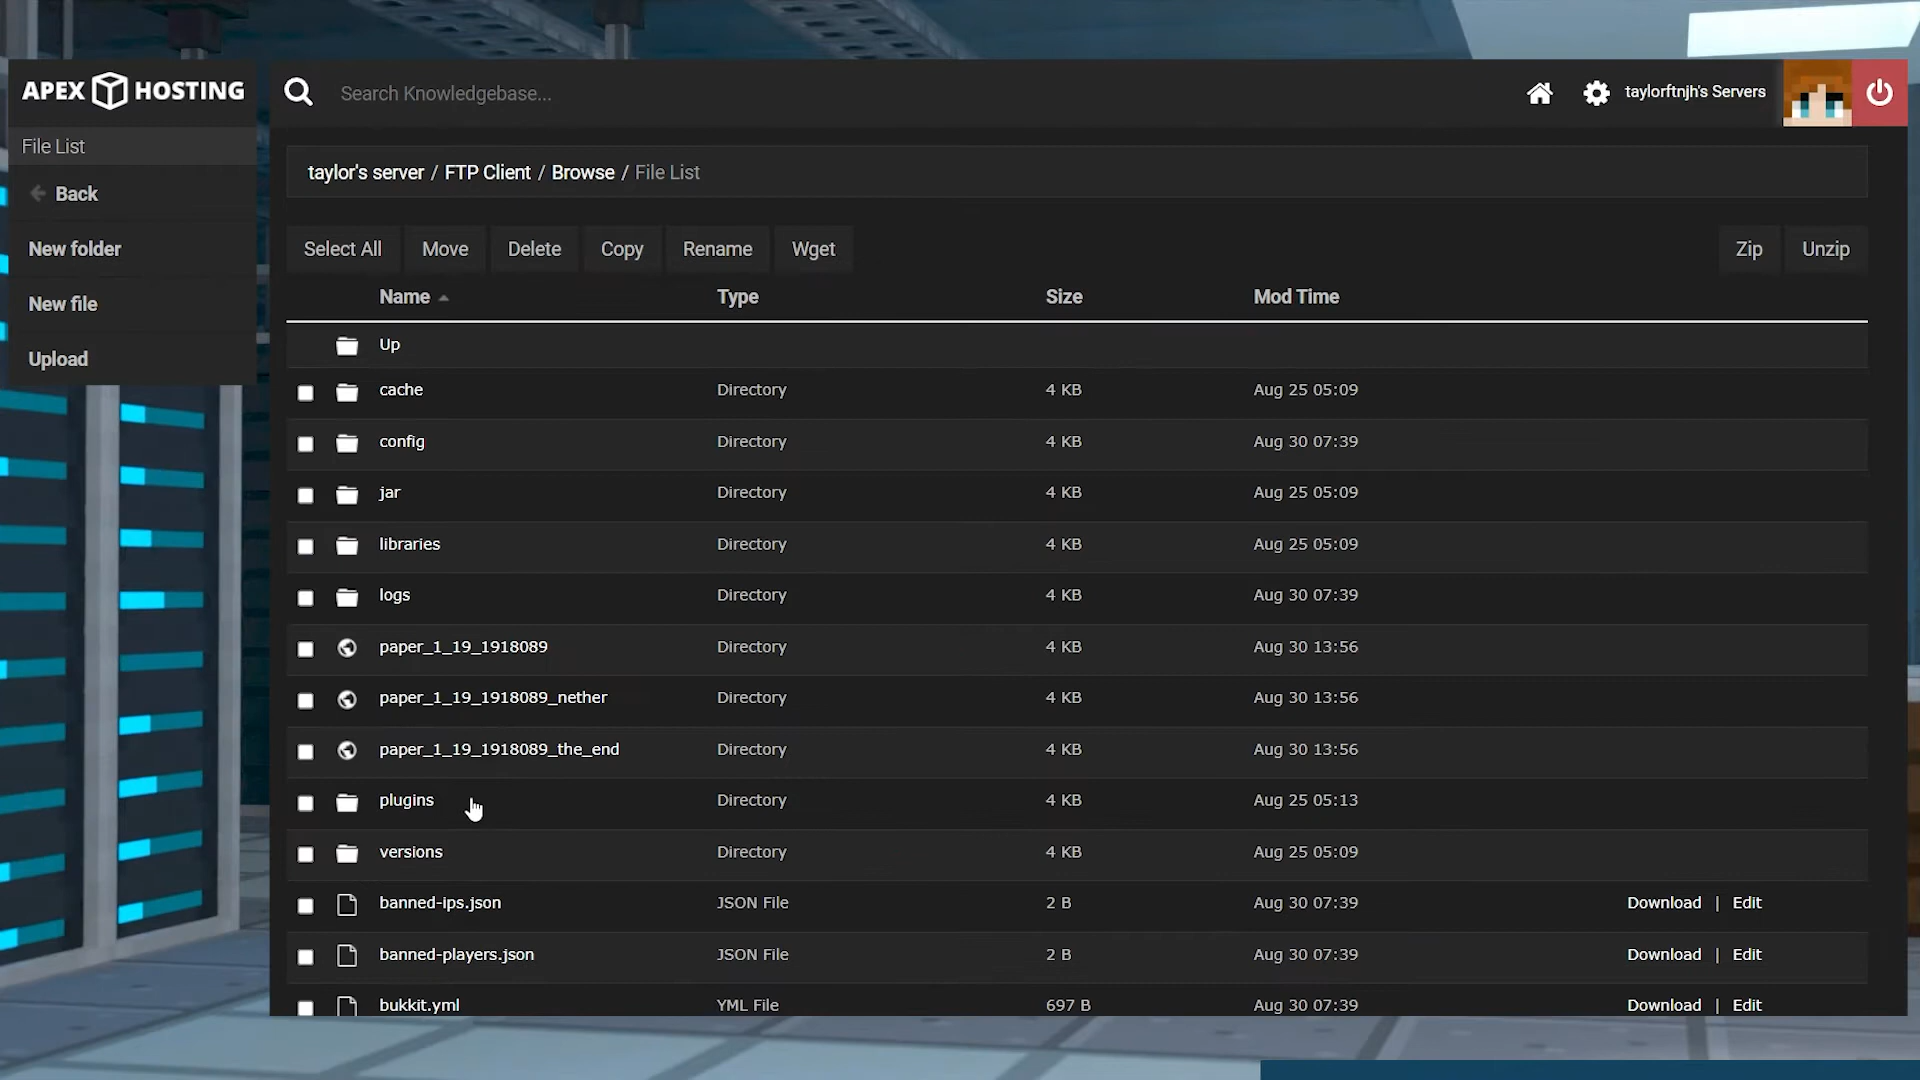 APEX HOSTING
Search Knowledgebase...
taylorftnjh's Servers
File List
Back
New folder
New file
Upload
taylor's server / FTP Client / Browse / File List
Select All Move Delete Copy Rename Wget Zip Unzip
Name Type Size Mod Time
Up
cache Directory 4 KB Aug 25 05:09
config Directory 4 KB Aug 30 07:39
jar Directory 4 KB Aug 25 05:09
libraries Directory 4 KB Aug 25 05:09
logs Directory 4 KB Aug 30 07:39
paper_1_19_1918089 Directory 4 KB Aug 30 13:56
paper_1_19_1918089_nether Directory 4 KB Aug 30 13:56
paper_1_19_1918089_the_end Directory 4 KB Aug 30 13:56
plugins Directory 4 KB Aug 25 05:13
versions Directory 4 KB Aug 25 05:09
banned-ips.json JSON File 2 B Aug 30 07:39 Download | Edit
banned-players.json JSON File 2 B Aug 30 07:39 Download | Edit
bukkit.yml YML File 697 B Aug 30 07:39 Download | Edit